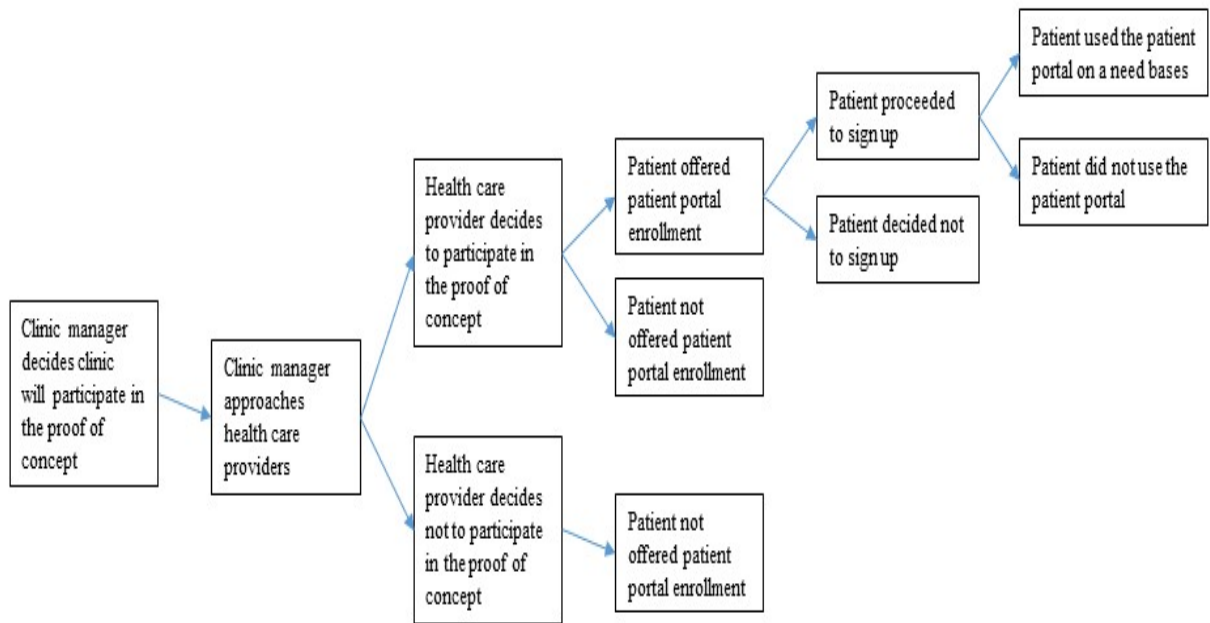 Clinic manager
decides clinic
will participate in
the proof of
concept
Clinic manager
approaches
health care
providers
Health care
provider decides
to participate in
the proof of
concept
Health care
provider decides
not to participate
in the proof of
concept
Patient offered
patient portal
enrollment
Patient not
offered patient
portal enrollment
Patient not
offered patient
portal enrollment
Patient proceeded
to sign up
Patient decided not
to sign up
Patient used the patient
portal on a need bases
Patient did not use the
patient portal